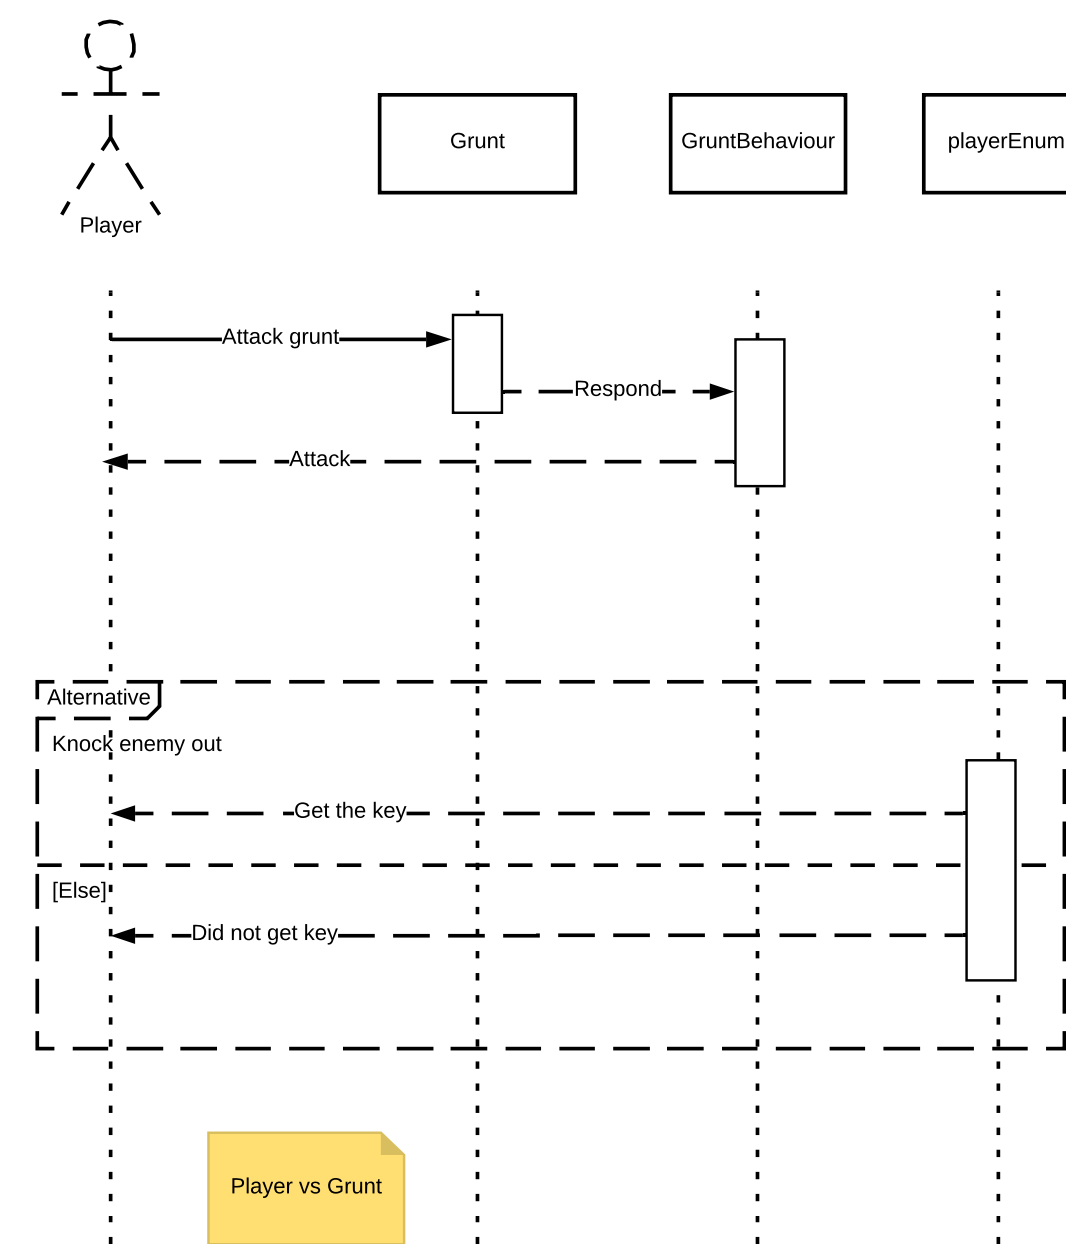 Player
Grunt
GruntBehaviour
playerEnum
Attack grunt
Respond
Attack
Alternative
Knock enemy out
Get the key
[Else]
Did not get key
Player vs Grunt